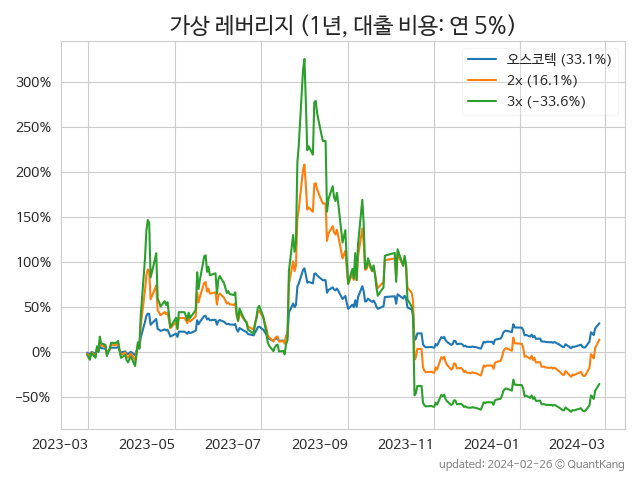 가상 레버리지 (1년, 대출 비용: 연 5%)
오스코텍 (33.1%)
2x (16.1%)
3x (−33.6%)
300%
250%
200%
150%
100%
50%
0%
−50%
2023-03 2023-05 2023-07 2023-09 2023-11 2024-01 2024-03
updated: 2024-02-26 © QuantKang